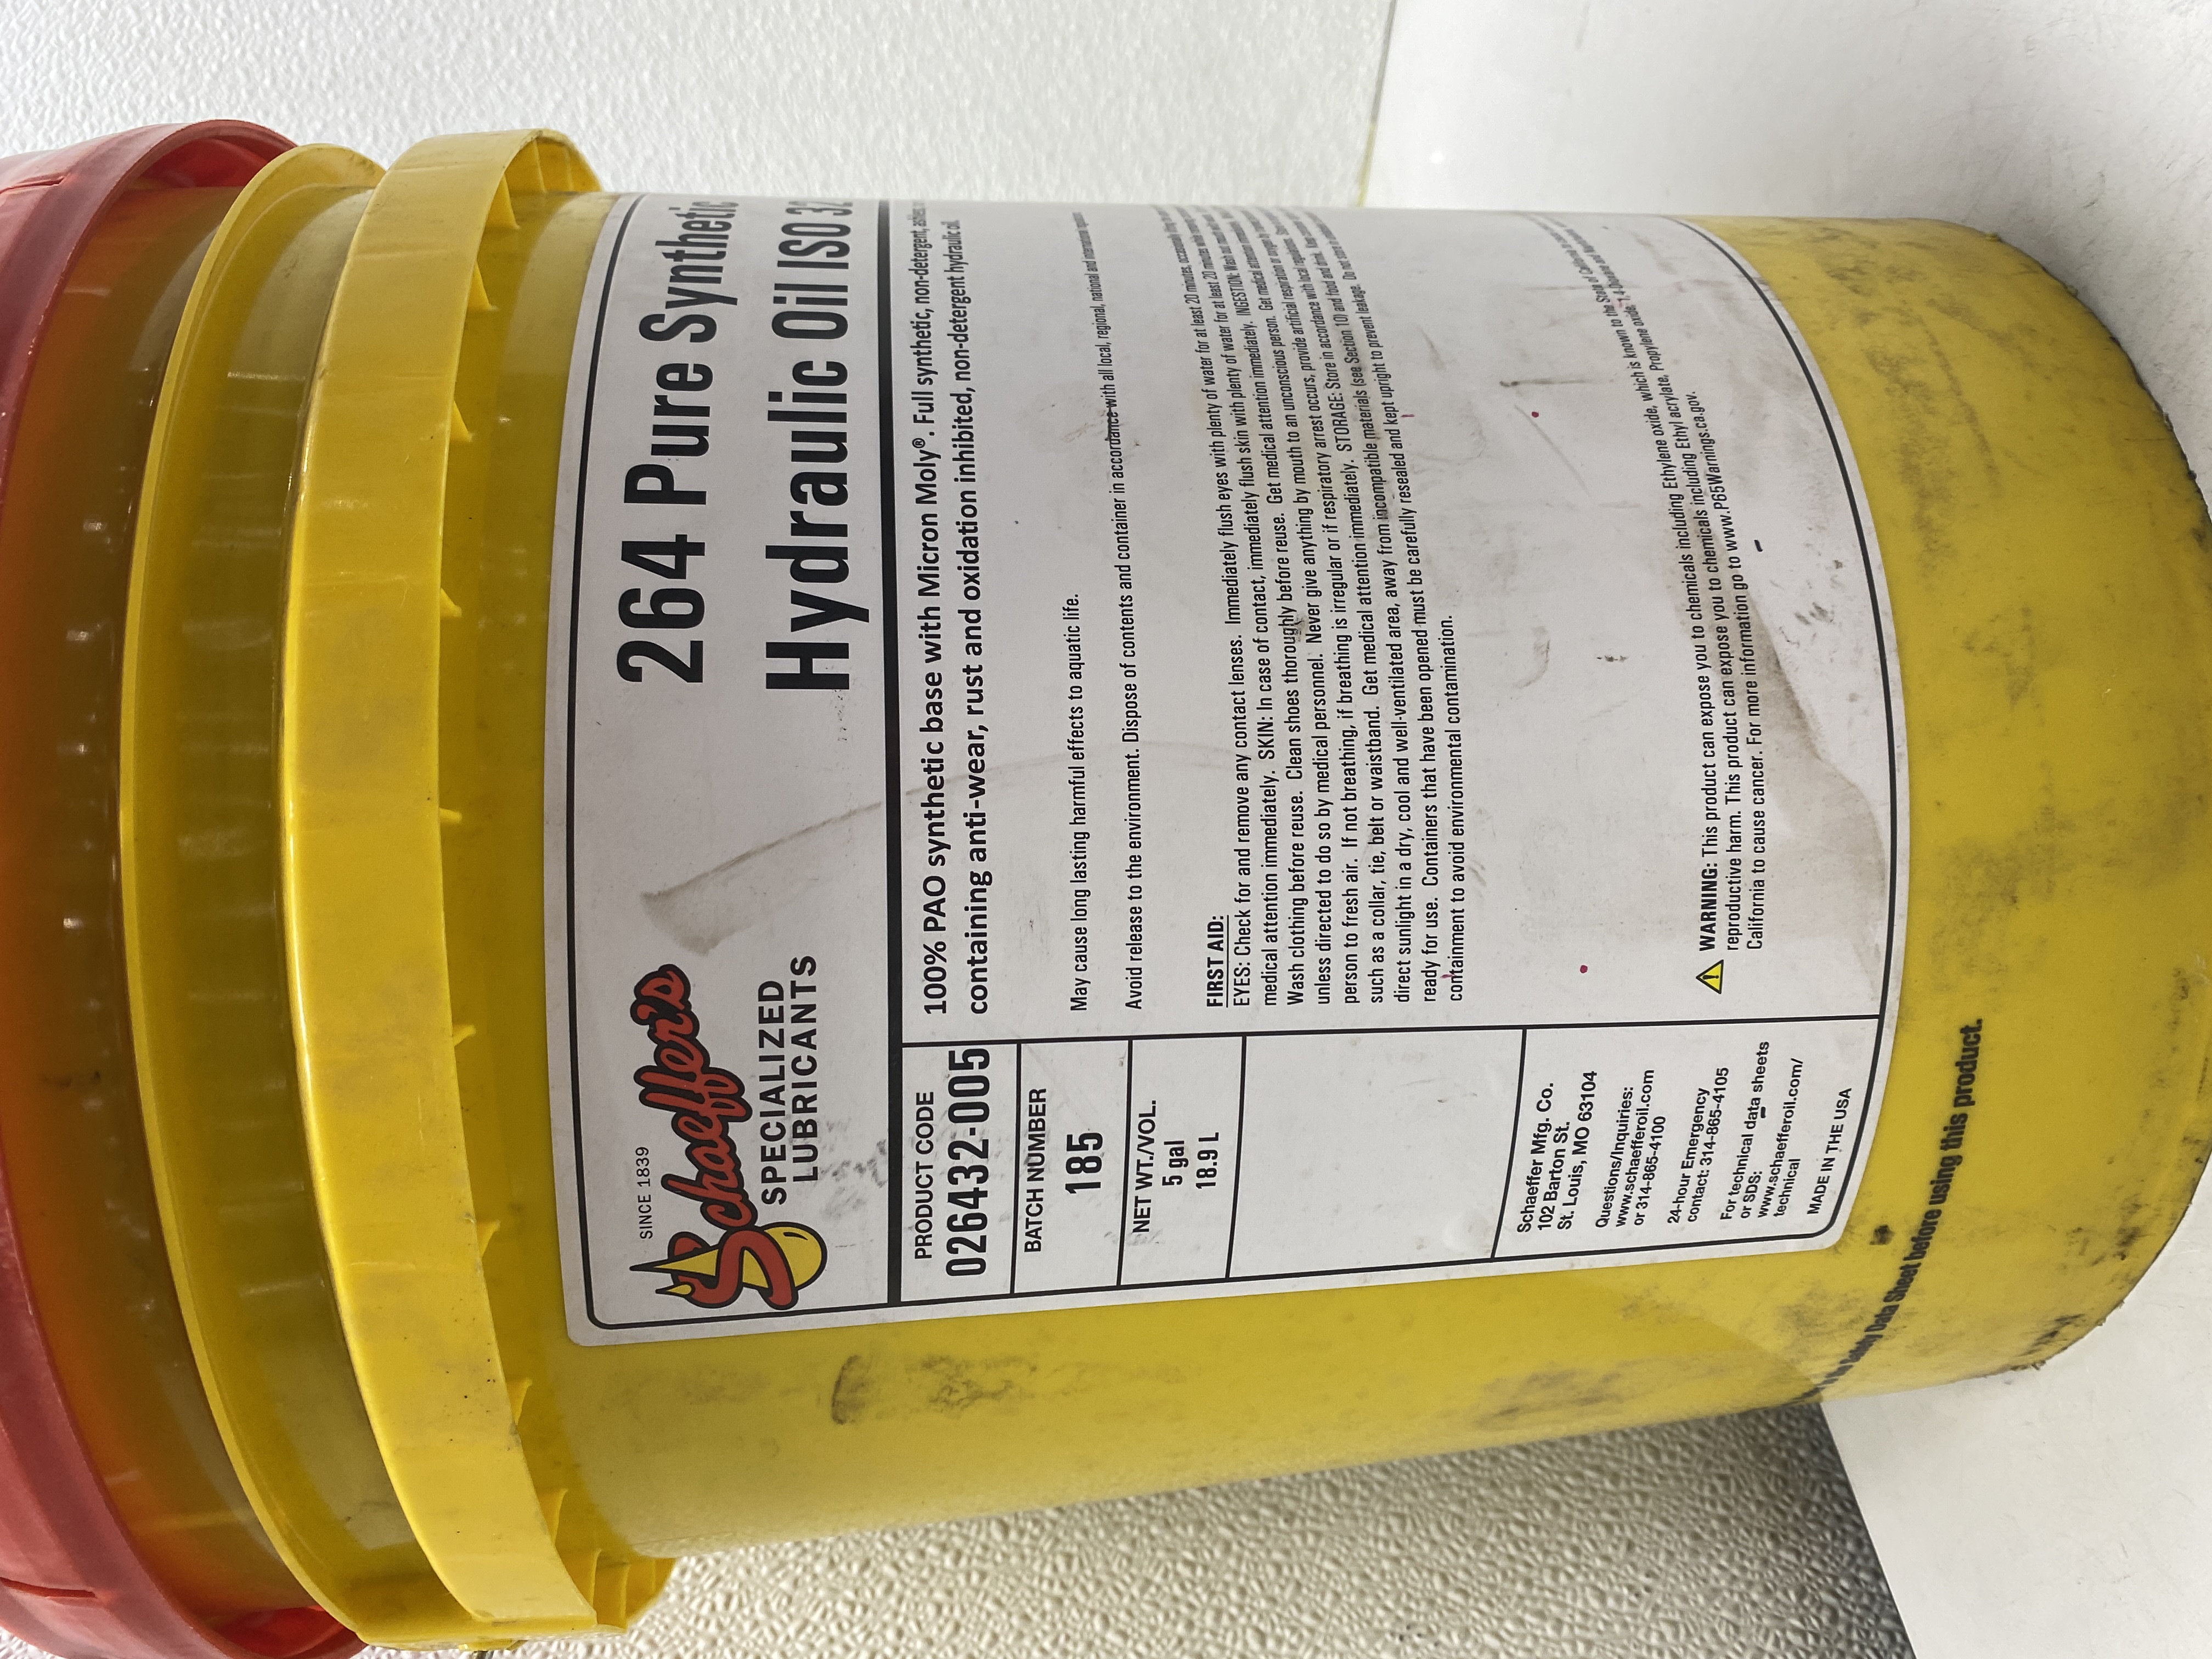 SINCE 1839
Schaeffer's
SPECIALIZED
LUBRICANTS
264 Pure Synthetic
Hydraulic Oil ISO 32
PRODUCT CODE
026432-005
BATCH NUMBER
185
NET WT./VOL.
5 gal
18.9 L
Schaeffer Mfg. Co.
102 Barton St.
St. Louis, MO 63104
Questions/Inquiries:
www.schaefferoil.com
or 314-865-4100
24-hour Emergency
contact: 314-865-4105
For technical data sheets
or SDS:
www.schaefferoil.com/
technical
MADE IN THE USA
100% PAO synthetic base with Micron Moly®. Full synthetic, non-detergent, ashless
containing anti-wear, rust and oxidation inhibited, non-detergent hydraulic oil.
May cause long lasting harmful effects to aquatic life.
Avoid release to the environment. Dispose of contents and container in accordance with all local, regional, national and international
FIRST AID:
EYES: Check for and remove any contact lenses. Immediately flush eyes with plenty of water for at least 20 minutes, occasionally
medical attention immediately. SKIN: In case of contact, immediately flush skin with plenty of water for at least 20 minutes
Wash clothing before reuse. Clean shoes thoroughly before reuse. Get medical attention immediately. INGESTION: Wash out
unless directed to do so by medical personnel. Never give anything by mouth to an unconscious person. Get medical
person to fresh air. If not breathing, if breathing is irregular or if respiratory arrest occurs, provide artificial respiration or
such as a collar, tie, belt or waistband. Get medical attention immediately. STORAGE: Store in accordance with local
direct sunlight in a dry, cool and well-ventilated area, away from incompatible materials (see Section 10) and food and drink.
ready for use. Containers that have been opened must be carefully resealed and kept upright to prevent leakage. Do not store
containment to avoid environmental contamination.
WARNING: This product can expose you to chemicals including Ethylene oxide, which is known to the State of California
reproductive harm. This product can expose you to chemicals including Ethyl acrylate, Propylene oxide, 1,4-Dioxane
California to cause cancer. For more information go to www.P65Warnings.ca.gov.
Safety Data Sheet before using this product.